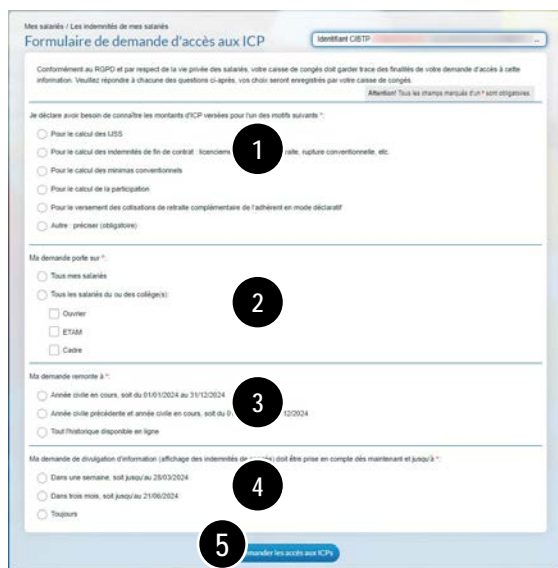 Mes salariés / Les indemnités de mes salariés
Formulaire de demande d'accès aux ICP
Identifiant CIBTP
Conformément au RGPD et par respect de la vie privée des salariés, votre caisse de congés doit garder trace des finalités de votre demande d'accès à cette
information. Veuillez répondre à chacune des questions ci-après, vos choix seront enregistrés par votre caisse de congés.
Attention! Tous les champs marqués d'un * sont obligatoires.
Je déclare avoir besoin de connaître les montants d'ICP versées pour l'un des motifs suivants *:
Pour le calcul des IJSS
1
Pour le calcul des indemnités de fin de contrat : licenciem raite, rupture conventionnelle, etc.
Pour le calcul des minimas conventionnels
Pour le calcul de la participation
Pour le versement des cotisations de retraite complémentaire de l'adhérent en mode déclaratif
Autre : préciser (obligatoire)
Ma demande porte sur *:
Tous mes salariés
Tous les salariés du ou des collège(s):
2
Ouvrier
ETAM
Cadre
Ma demande remonte à *:
Année civile en cours, soit du 01/01/2024 au 31/12/2024
3
Année civile précédente et année civile en cours, soit du 0 12/2024
Tout l'historique disponible en ligne
Ma demande de divulgation d'information (affichage des indemnités de congés) doit être prise en compte dès maintenant et jusqu'à *:
Dans une semaine, soit jusqu'au 28/03/2024
4
Dans trois mois, soit jusqu'au 21/06/2024
Toujours
5
mander les accès aux ICPs